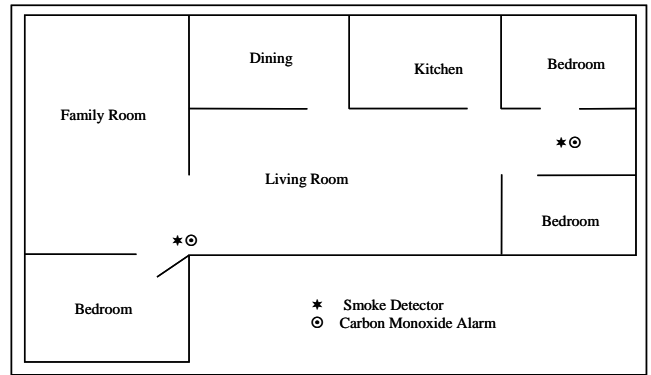 Dining
Kitchen
Bedroom
Family Room
Living Room
Bedroom
Bedroom
Smoke Detector
Carbon Monoxide Alarm